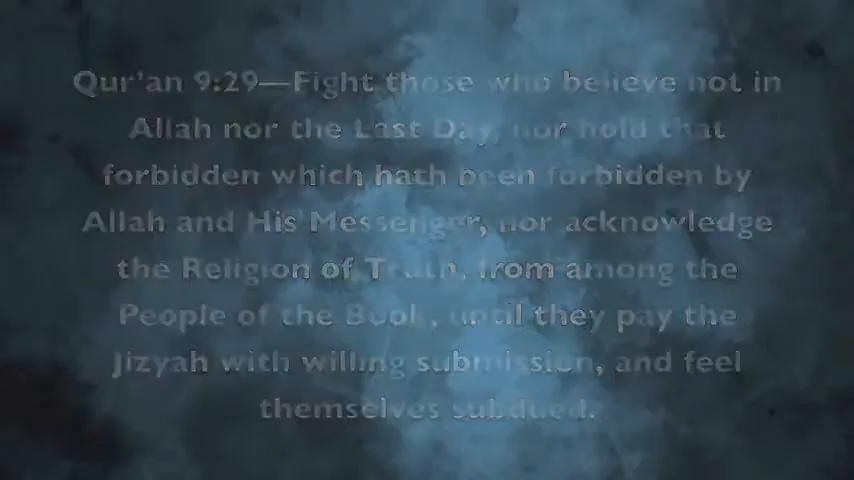 Qur'an 9:29—Fight those who believe not in
Allah nor the Last Day, nor hold that
forbidden which hath been forbidden by
Allah and His Messenger, nor acknowledge
the Religion of Truth, from among the
People of the Book, until they pay the
Jizyah with willing submission, and feel
themselves subdued.